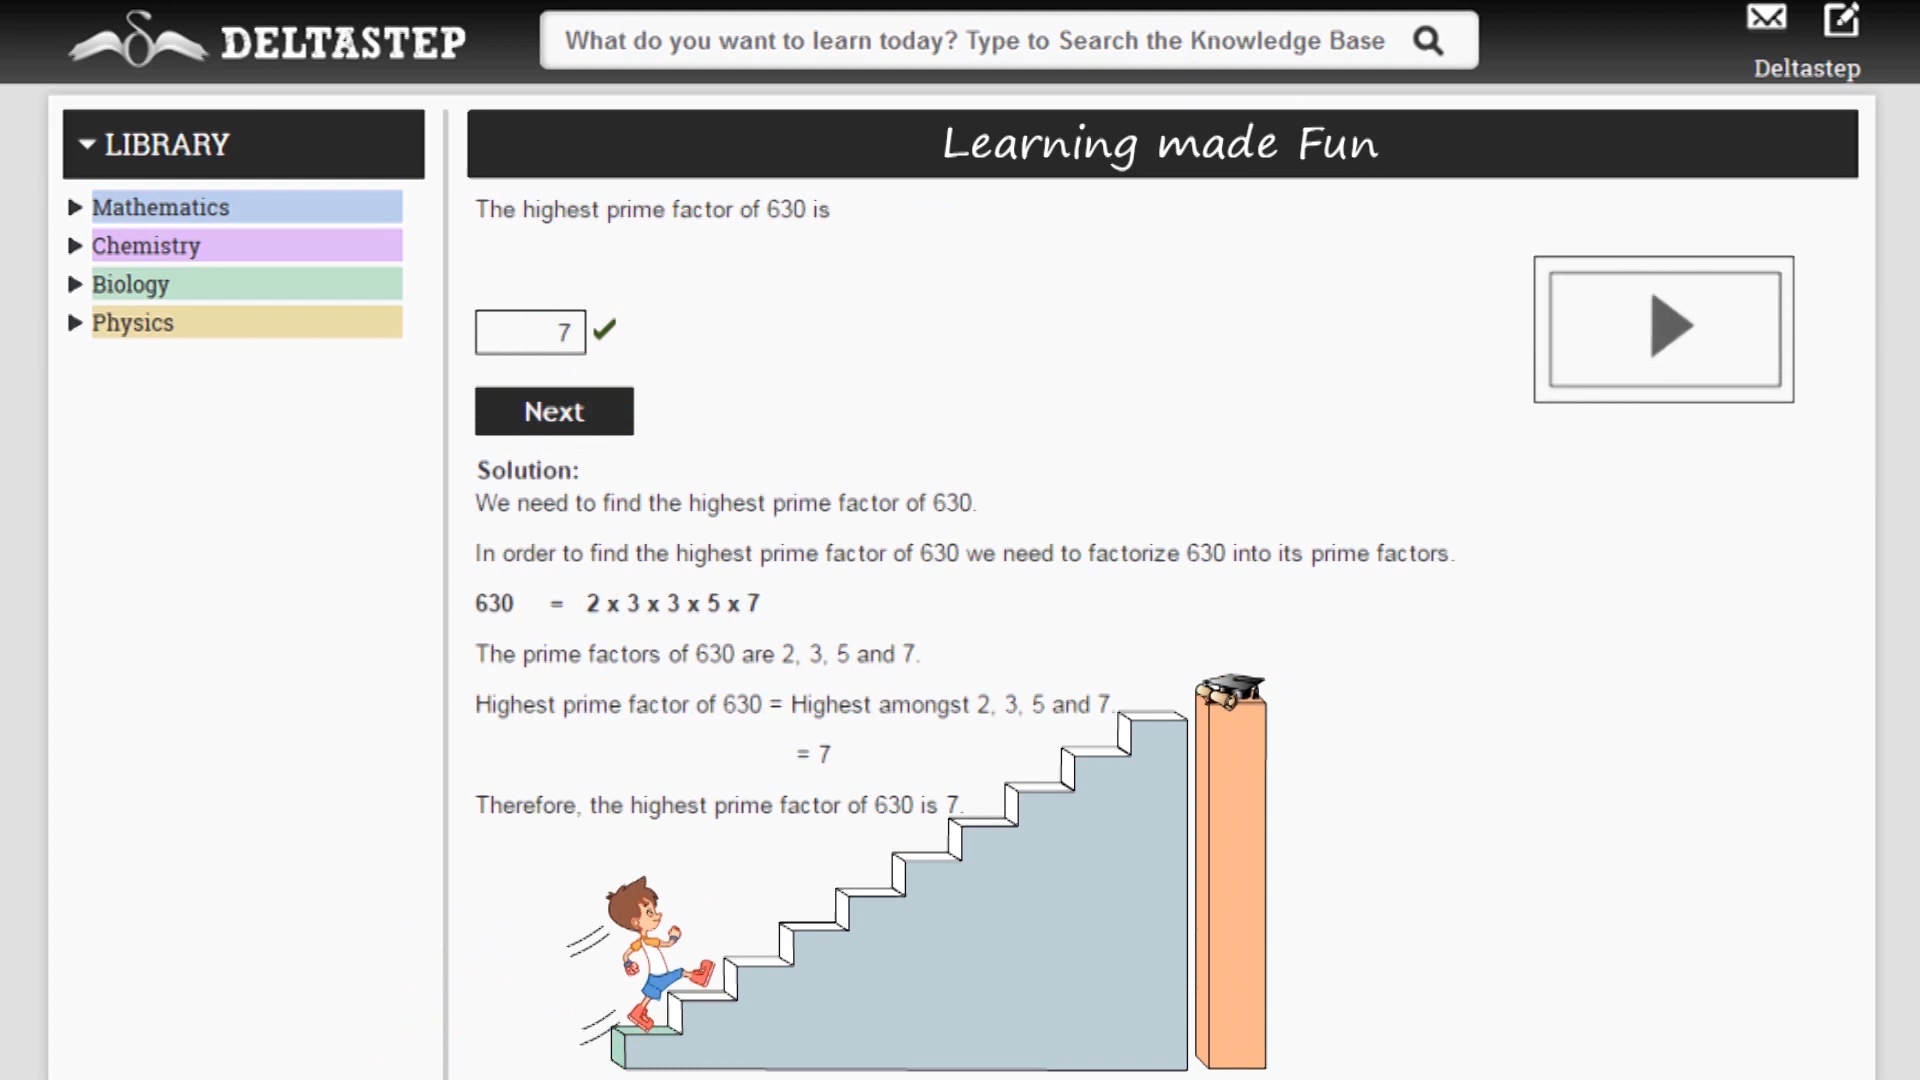 DELTASTEP
What do you want to learn today? Type to Search the Knowledge Base
Deltastep
LIBRARY
Mathematics
Chemistry
Biology
Physics
Learning made Fun
The highest prime factor of 630 is
7
Next
Solution:
We need to find the highest prime factor of 630.
In order to find the highest prime factor of 630 we need to factorize 630 into its prime factors.
630 = 2 x 3 x 3 x 5 x 7
The prime factors of 630 are 2, 3, 5 and 7.
Highest prime factor of 630 = Highest amongst 2, 3, 5 and 7.
= 7
Therefore, the highest prime factor of 630 is 7.